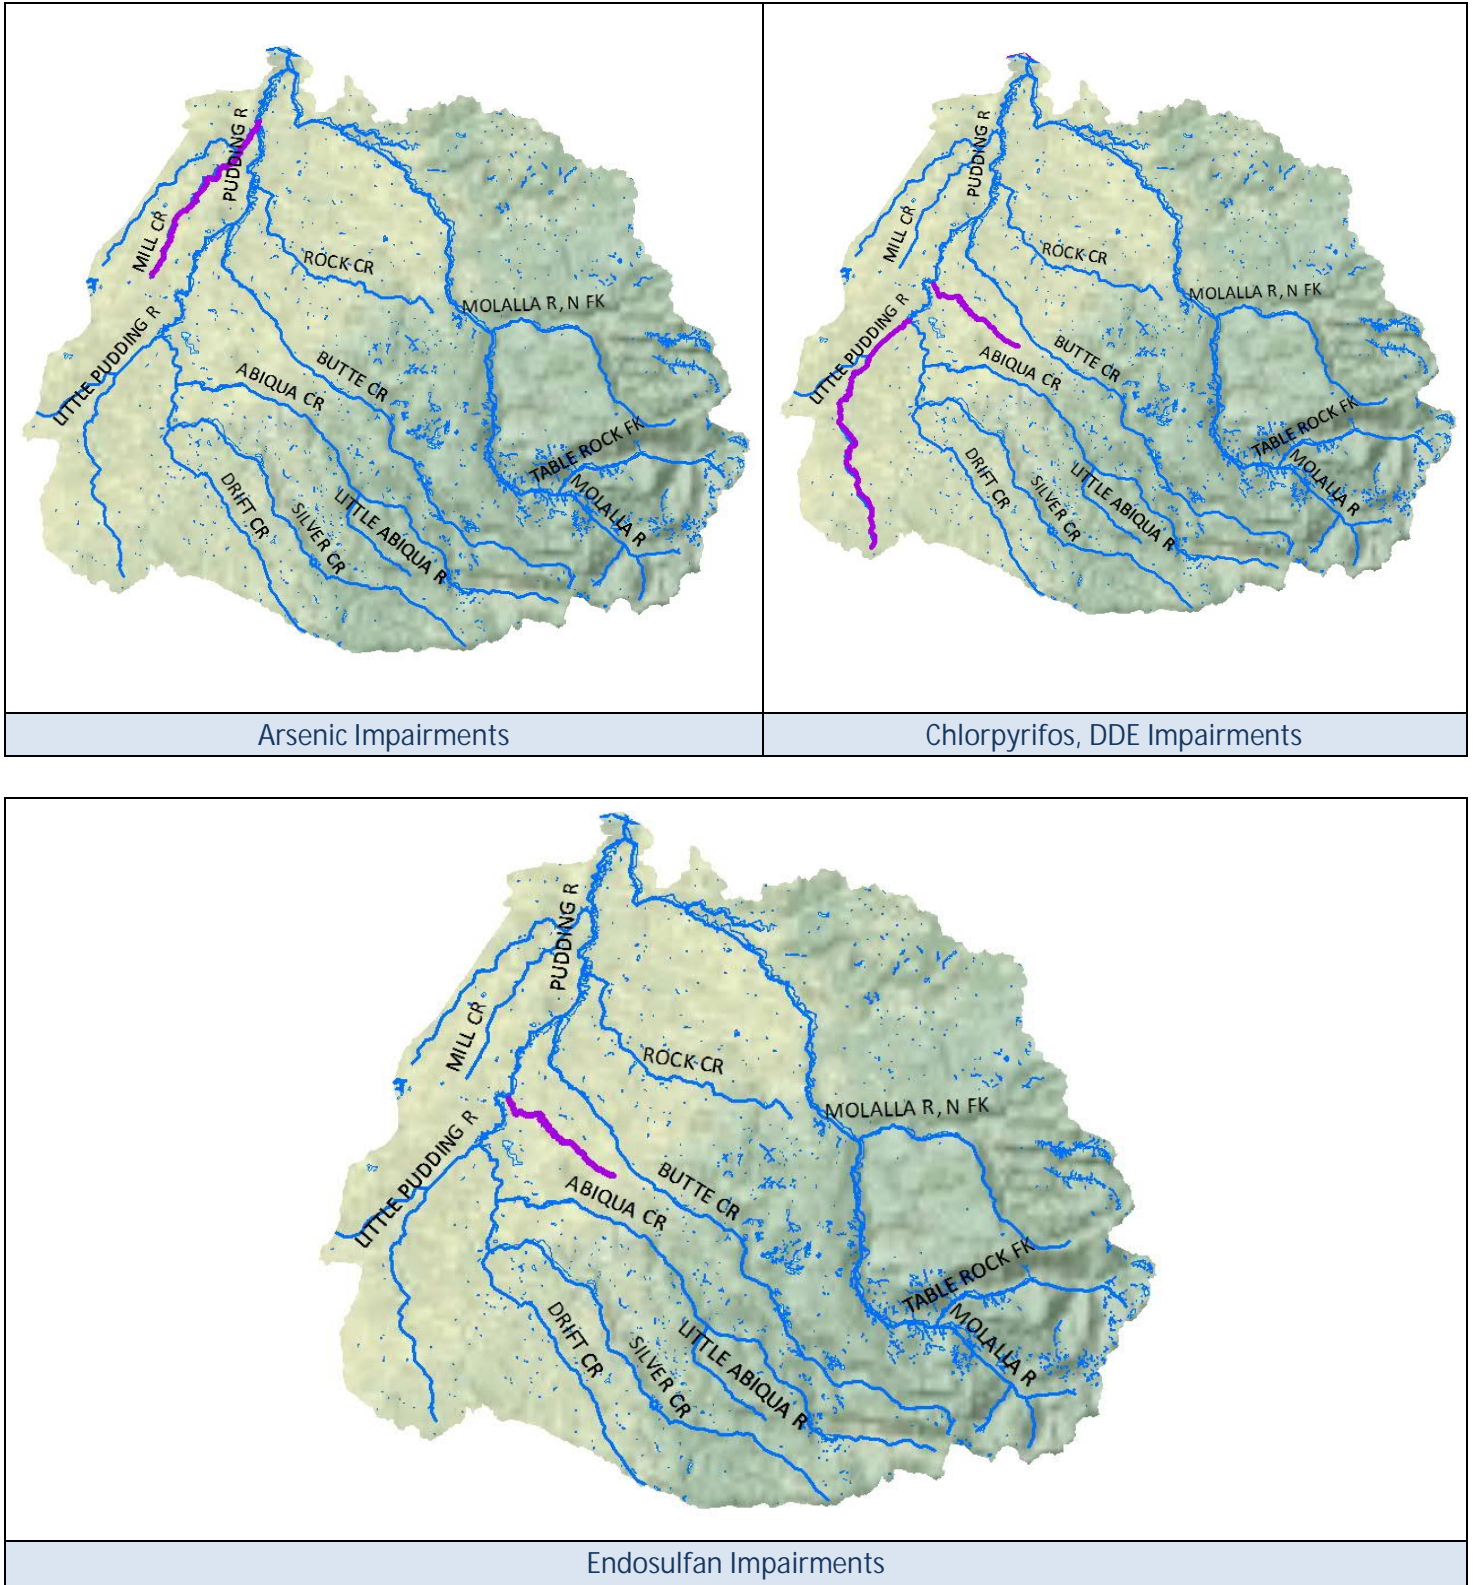 PUDDING R
MILL CR
ROCK CR
MOLALLA R, N FK
LITTLE PUDDING R
BUTTE CR
ABIQUA CR
TABLE ROCK FK
MOLALLA R
DRIFT CR
SILVER CR
LITTLE ABIQUA R
Arsenic Impairments
PUDDING R
MILL CR
ROCK CR
MOLALLA R, N FK
LITTLE PUDDING R
BUTTE CR
ABIQUA CR
TABLE ROCK FK
MOLALLA R
DRIFT CR
SILVER CR
LITTLE ABIQUA R
Chlorpyrifos, DDE Impairments
PUDDING R
MILL CR
ROCK CR
MOLALLA R, N FK
LITTLE PUDDING R
BUTTE CR
ABIQUA CR
TABLE ROCK FK
MOLALLA R
DRIFT CR
SILVER CR
LITTLE ABIQUA R
Endosulfan Impairments